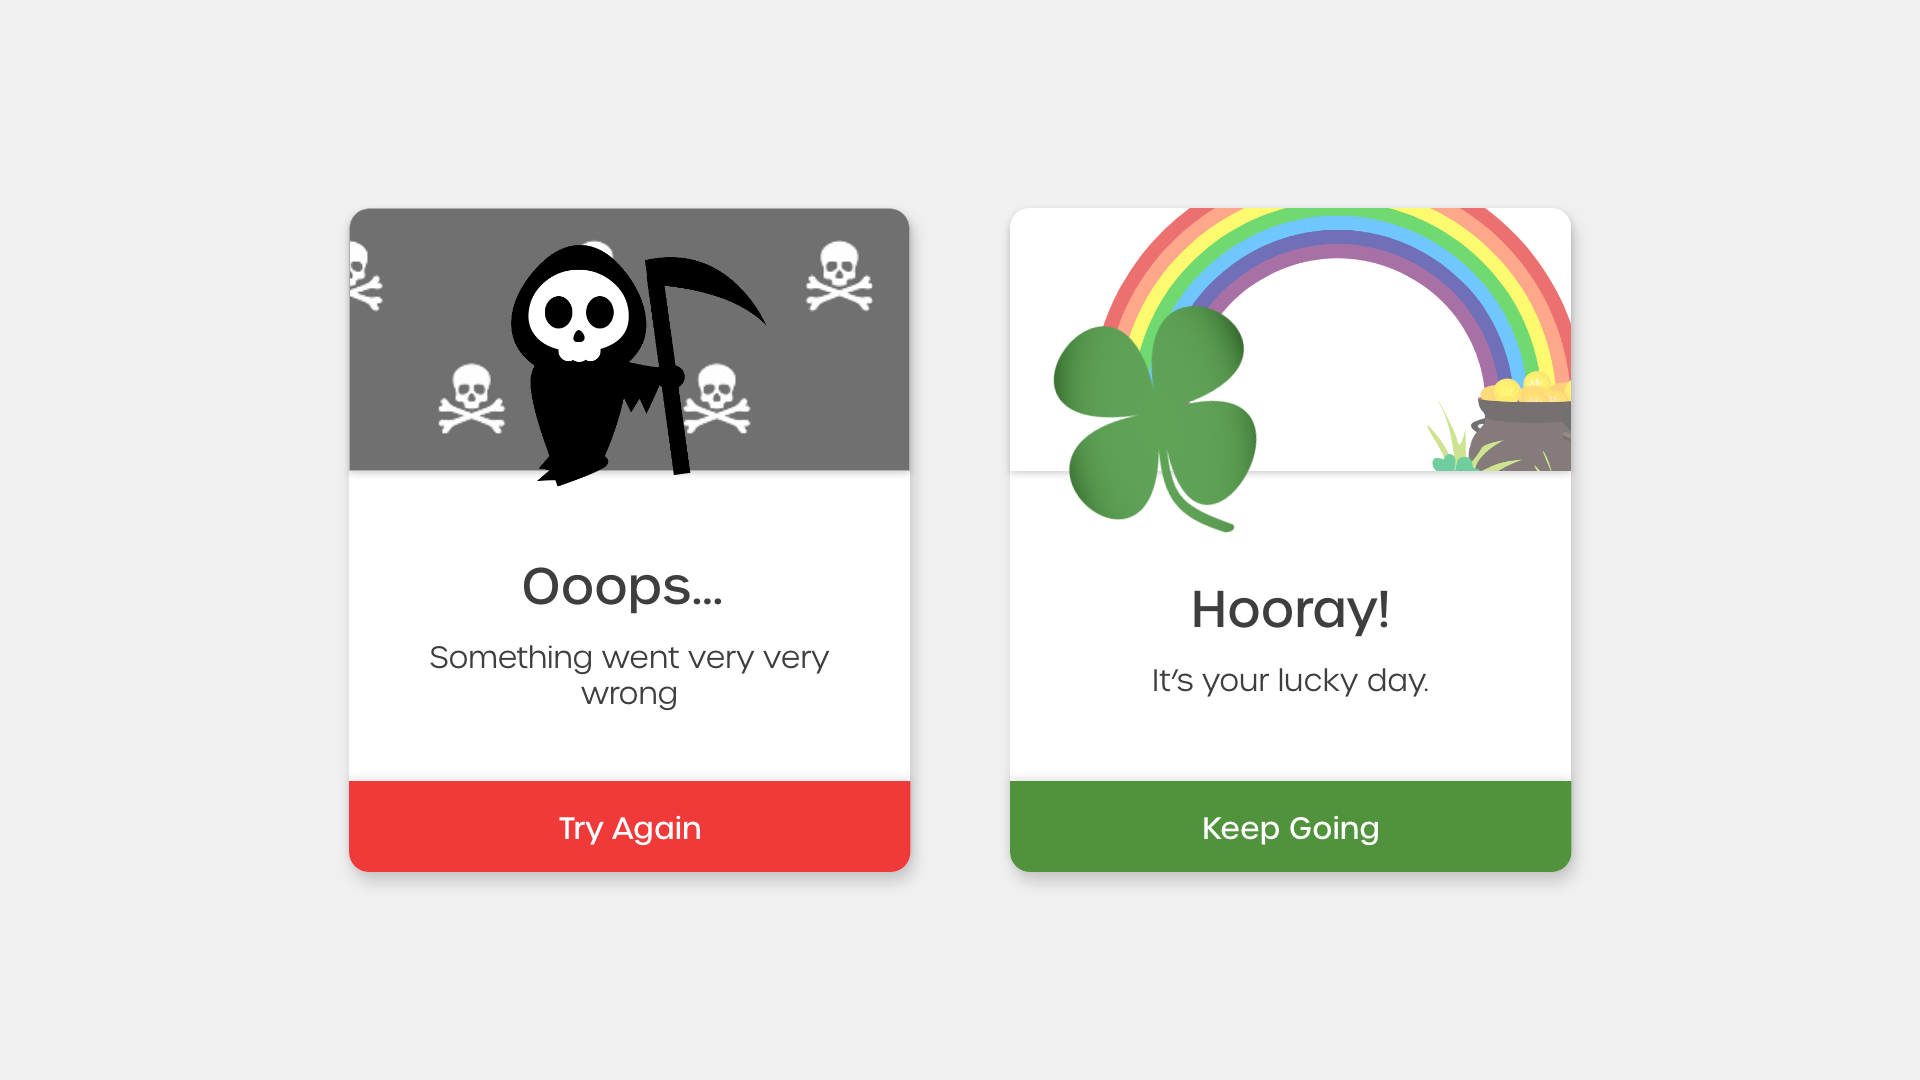 Ooops...
Something went very very
wrong
Try Again
Hooray!
It's your lucky day.
Keep Going